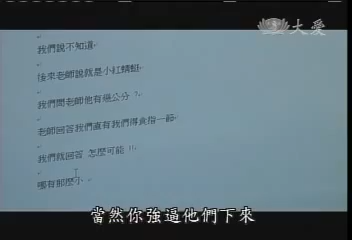 大愛
我們說不知道
後來老師說就是小紅蜻蜓
我們問老師他有幾公分？
老師回答我們直有我們得食指一節
我們就回答 怎麼可能！！
哪有那麼小。
當然你強逼他們下來